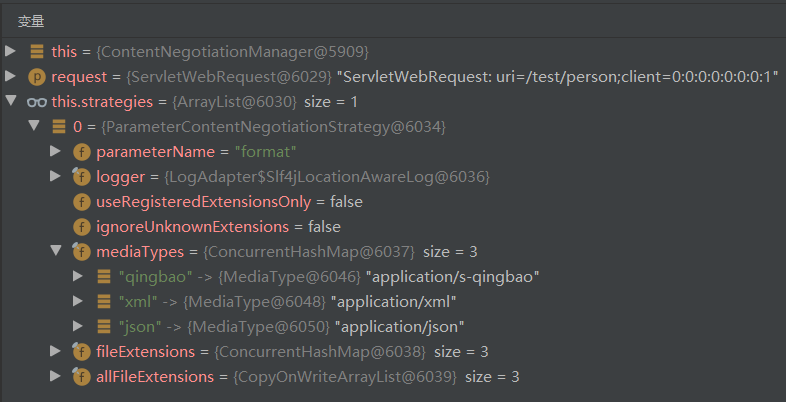 变量
this = {ContentNegotiationManager@5909}
request = {ServletWebRequest@6029} "ServletWebRequest: uri=/test/person;client=0:0:0:0:0:0:0:1"
this.strategies = {ArrayList@6030} size = 1
0 = {ParameterContentNegotiationStrategy@6034}
parameterName = "format"
logger = {LogAdapter$Slf4jLocationAwareLog@6036}
useRegisteredExtensionsOnly = false
ignoreUnknownExtensions = false
mediaTypes = {ConcurrentHashMap@6037} size = 3
"qingbao" -> {MediaType@6046} "application/s-qingbao"
"xml" -> {MediaType@6048} "application/xml"
"json" -> {MediaType@6050} "application/json"
fileExtensions = {ConcurrentHashMap@6038} size = 3
allFileExtensions = {CopyOnWriteArrayList@6039} size = 3